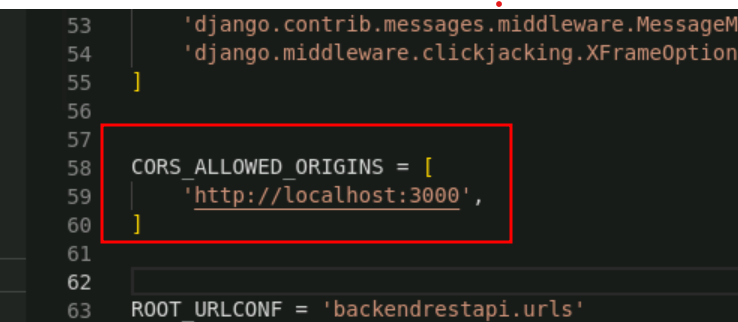 53 'django.contrib.messages.middleware.MessageM
54 'django.middleware.clickjacking.XFrameOption
55 ]
56
57
58 CORS_ALLOWED_ORIGINS = [
59 'http://localhost:3000',
60 ]
61
62
63 ROOT_URLCONF = 'backendrestapi.urls'